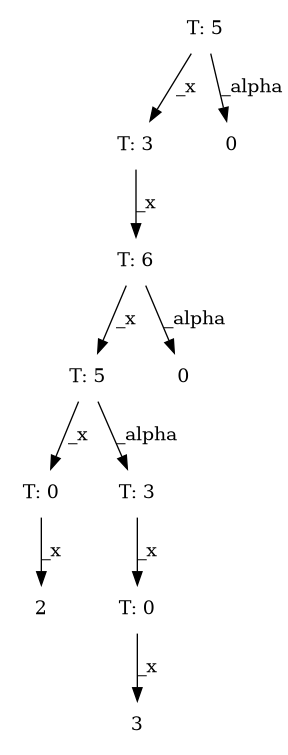 T: 5
_x
_alpha
T: 3
0
_x
T: 6
_x
_alpha
T: 5
0
_x
_alpha
T: 0
T: 3
_x
_x
2
T: 0
_x
3